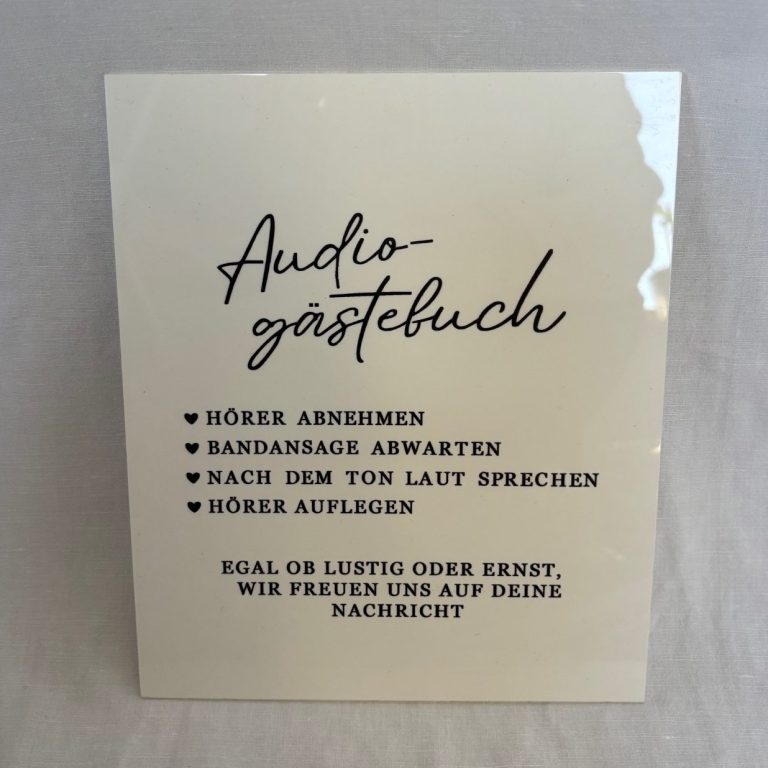 Audio-
gästebuch
♥ HÖRER ABNEHMEN
♥ BANDANSAGE ABWARTEN
♥ NACH DEM TON LAUT SPRECHEN
♥ HÖRER AUFLEGEN
EGAL OB LUSTIG ODER ERNST,
WIR FREUEN UNS AUF DEINE
NACHRICHT